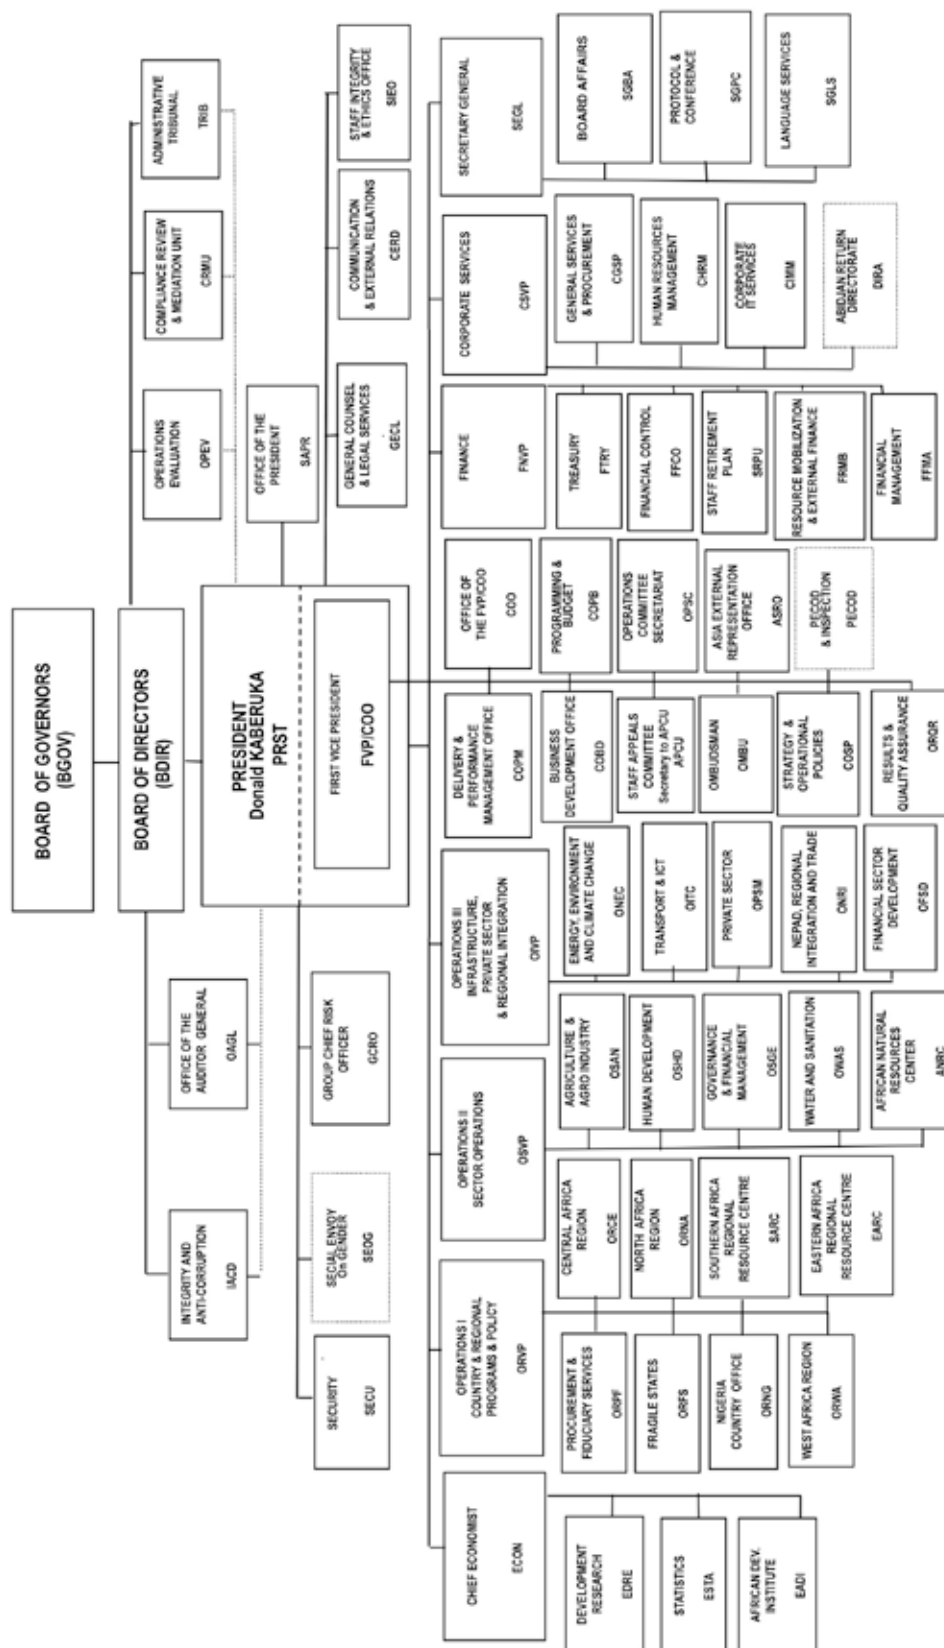 BOARD OF GOVERNORS
(BGOV)
BOARD OF DIRECTORS
(BDIR)
INTEGRITY AND
ANTI-CORRUPTION
IACD
OFFICE OF THE
AUDITOR GENERAL
OAGL
OPERATIONS
EVALUATION
OPEV
COMPLIANCE REVIEW
& MEDIATION UNIT
CRMU
ADMINISTRATIVE
TRIBUNAL
TRIB
PRESIDENT
Donald KABERUKA
PRST
OFFICE OF THE
PRESIDENT
SAPR
FIRST VICE PRESIDENT
FVP/COO
SECURITY
SECU
SECIAL ENVOY
On GENDER
SEOG
GROUP CHIEF RISK
OFFICER
GCRO
GENERAL COUNSEL
& LEGAL SERVICES
GECL
COMMUNICATION
& EXTERNAL RELATIONS
CERD
STAFF INTEGRITY
& ETHICS OFFICE
SIEO
CHIEF ECONOMIST
ECON
DEVELOPMENT
RESEARCH
EDRE
STATISTICS
ESTA
AFRICAN DEV.
INSTITUTE
EADI
OPERATIONS I
COUNTRY & REGIONAL
PROGRAMS & POLICY
ORVP
PROCUREMENT &
FIDUCIARY SERVICES
ORPF
CENTRAL AFRICA
REGION
ORCE
FRAGILE STATES
ORFS
NORTH AFRICA
REGION
ORNA
NIGERIA
COUNTRY OFFICE
ORNG
SOUTHERN AFRICA
REGIONAL
RESOURCE CENTRE
SARC
WEST AFRICA REGION
ORWA
EASTERN AFRICA
REGIONAL
RESOURCE CENTRE
EARC
OPERATIONS II
SECTOR OPERATIONS
OSVP
AGRICULTURE &
AGRO INDUSTRY
OSAN
HUMAN DEVELOPMENT
OSHD
GOVERNANCE
& FINANCIAL
MANAGEMENT
OSGE
WATER AND SANITATION
OWAS
AFRICAN NATURAL
RESOURCES
CENTER
ANRC
OPERATIONS III
INFRASTRUCTURE,
PRIVATE SECTOR
& REGIONAL INTEGRATION
OIVP
ENERGY, ENVIRONMENT
AND CLIMATE CHANGE
ONEC
TRANSPORT & ICT
OITC
PRIVATE SECTOR
OPSM
NEPAD, REGIONAL
INTEGRATION AND TRADE
ONRI
FINANCIAL SECTOR
DEVELOPMENT
OFSD
DELIVERY &
PERFORMANCE
MANAGEMENT OFFICE
COPM
OFFICE OF
THE FVP/COO
COO
BUSINESS
DEVELOPMENT OFFICE
COBD
PROGRAMMING &
BUDGET
COPB
STAFF APPEALS
COMMITTEE
Secretary to APCU
APCU
OPERATIONS
COMMITTEE
SECRETARIAT
OPSC
OMBUDSMAN
OMBU
ASIA EXTERNAL
REPRESENTATION
OFFICE
ASRO
STRATEGY &
OPERATIONAL
POLICIES
COSP
PECOD
& INSPECTION
PECOD
RESULTS &
QUALITY ASSURANCE
ORQR
FINANCE
FNVP
TREASURY
FTRY
FINANCIAL CONTROL
FFCO
STAFF RETIREMENT
PLAN
SRPU
RESOURCE MOBILIZATION
& EXTERNAL FINANCE
FRMB
FINANCIAL
MANAGEMENT
FFMA
CORPORATE SERVICES
CSVP
GENERAL SERVICES
& PROCUREMENT
CGSP
HUMAN RESOURCES
MANAGEMENT
CHRM
CORPORATE
IT SERVICES
CIMM
ABIDJAN RETURN
DIRECTORATE
DIRA
SECRETARY GENERAL
SEGL
BOARD AFFAIRS
SGBA
PROTOCOL &
CONFERENCE
SGPC
LANGUAGE SERVICES
SGLS